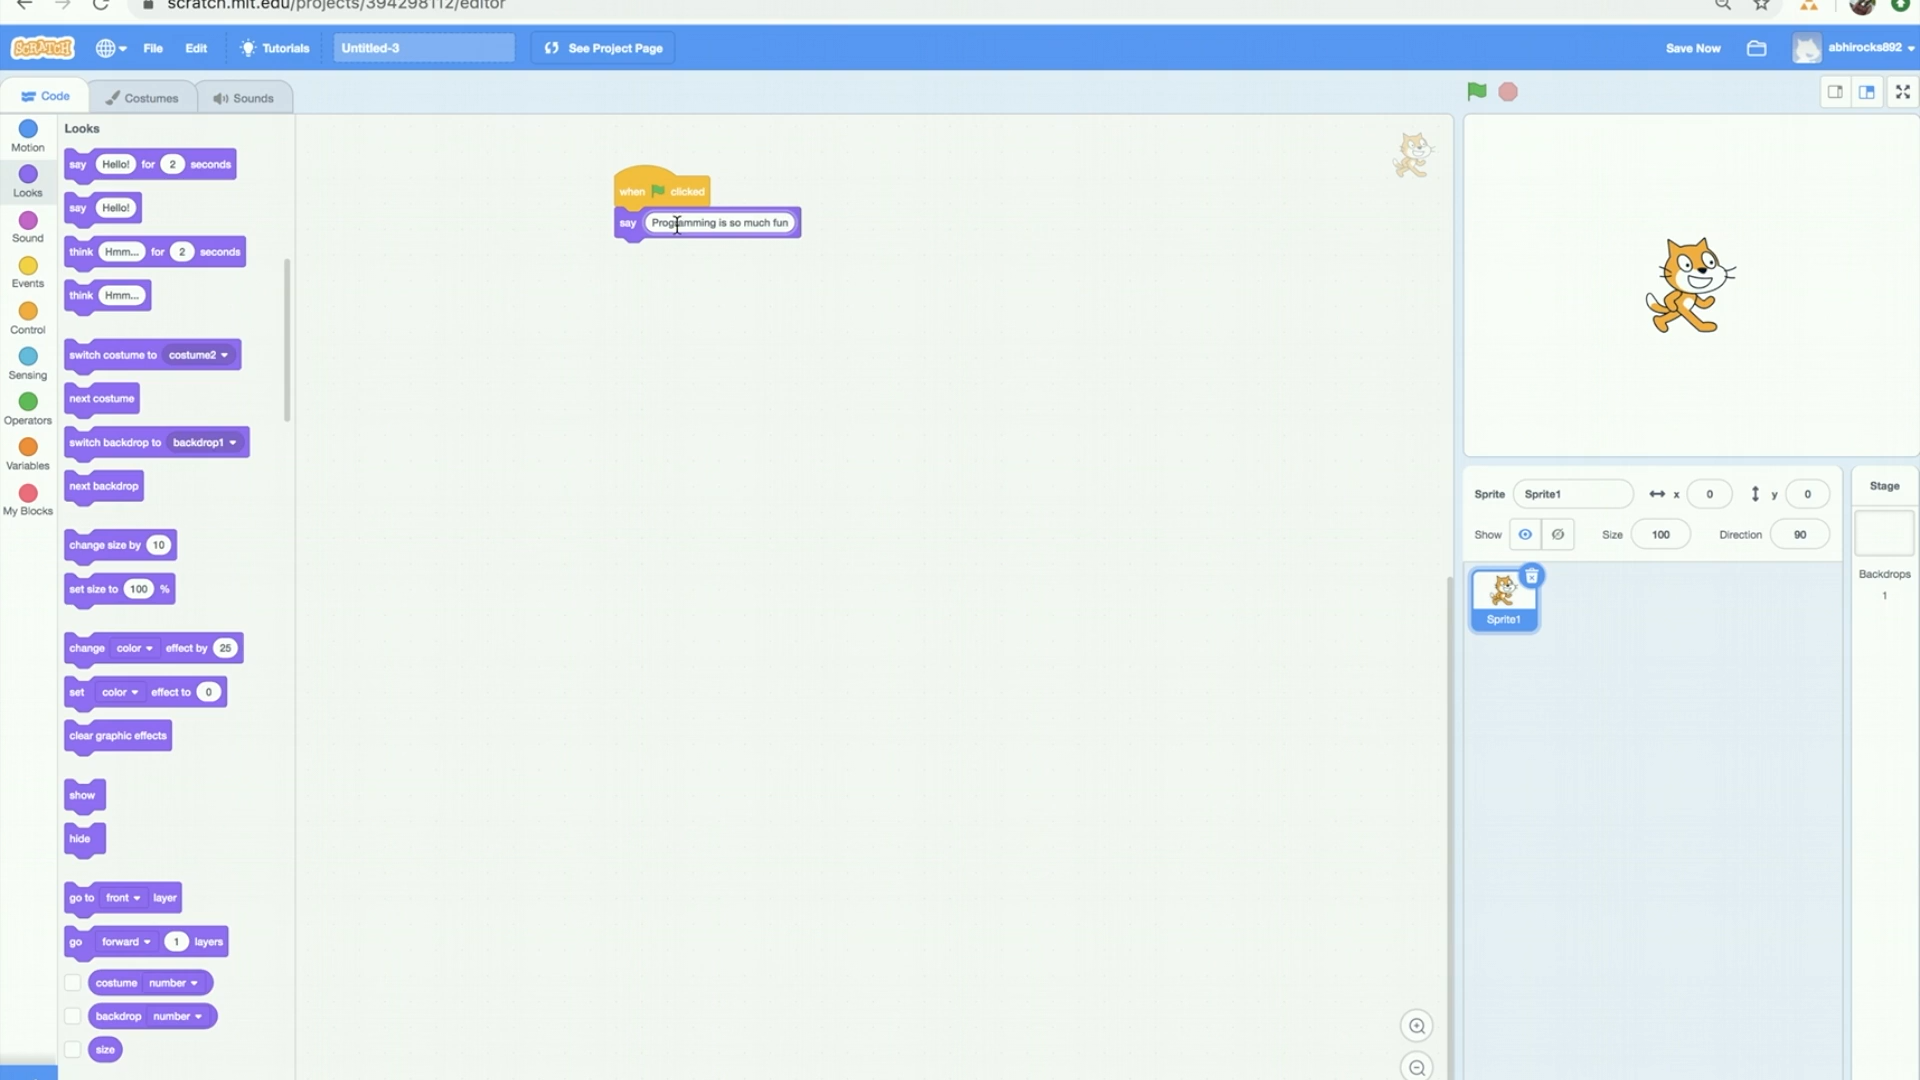 scratch.mit.edu/projects/394298112/editor
SCRATCH File Edit Tutorials Untitled-3 See Project Page Save Now abhirocks892
Code Costumes Sounds
Motion
Looks
Sound
Events
Control
Sensing
Operators
Variables
My Blocks
Looks
say Hello! for 2 seconds
say Hello!
think Hmm... for 2 seconds
think Hmm...
switch costume to costume2
next costume
switch backdrop to backdrop1
next backdrop
change size by 10
set size to 100 %
change color effect by 25
set color effect to 0
clear graphic effects
show
hide
go to front layer
go forward 1 layers
costume number
backdrop number
size
when clicked
say Programming is so much fun
Sprite Sprite1 x 0 y 0
Show Size 100 Direction 90
Sprite1
Stage
Backdrops
1